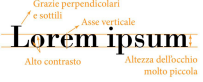 Grazie perpendicolari
e sottili
Asse verticale
Lorem ipsum
Alto contrasto
Altezza dell'occhio
molto piccola